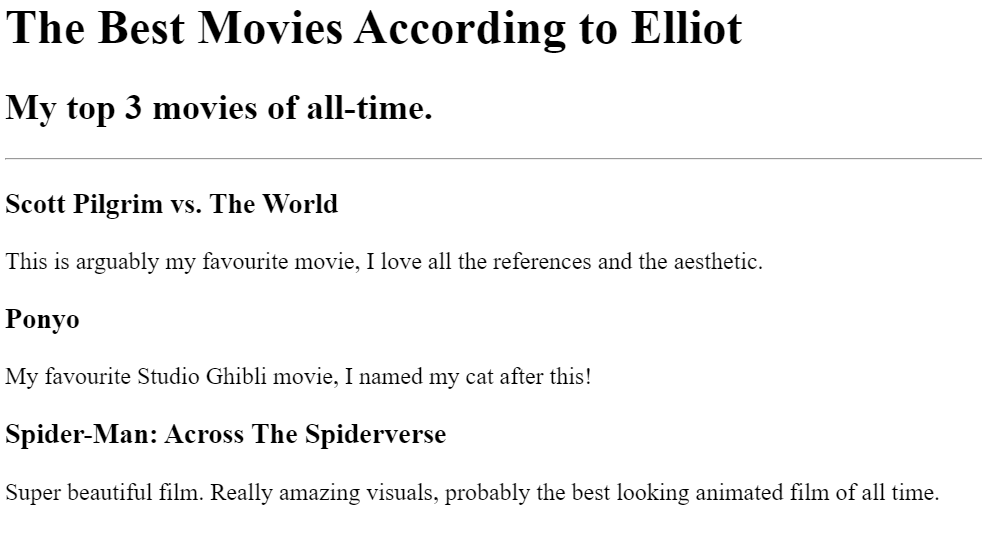 The Best Movies According to Elliot
My top 3 movies of all-time.
Scott Pilgrim vs. The World
This is arguably my favourite movie, I love all the references and the aesthetic.
Ponyo
My favourite Studio Ghibli movie, I named my cat after this!
Spider-Man: Across The Spiderverse
Super beautiful film. Really amazing visuals, probably the best looking animated film of all time.